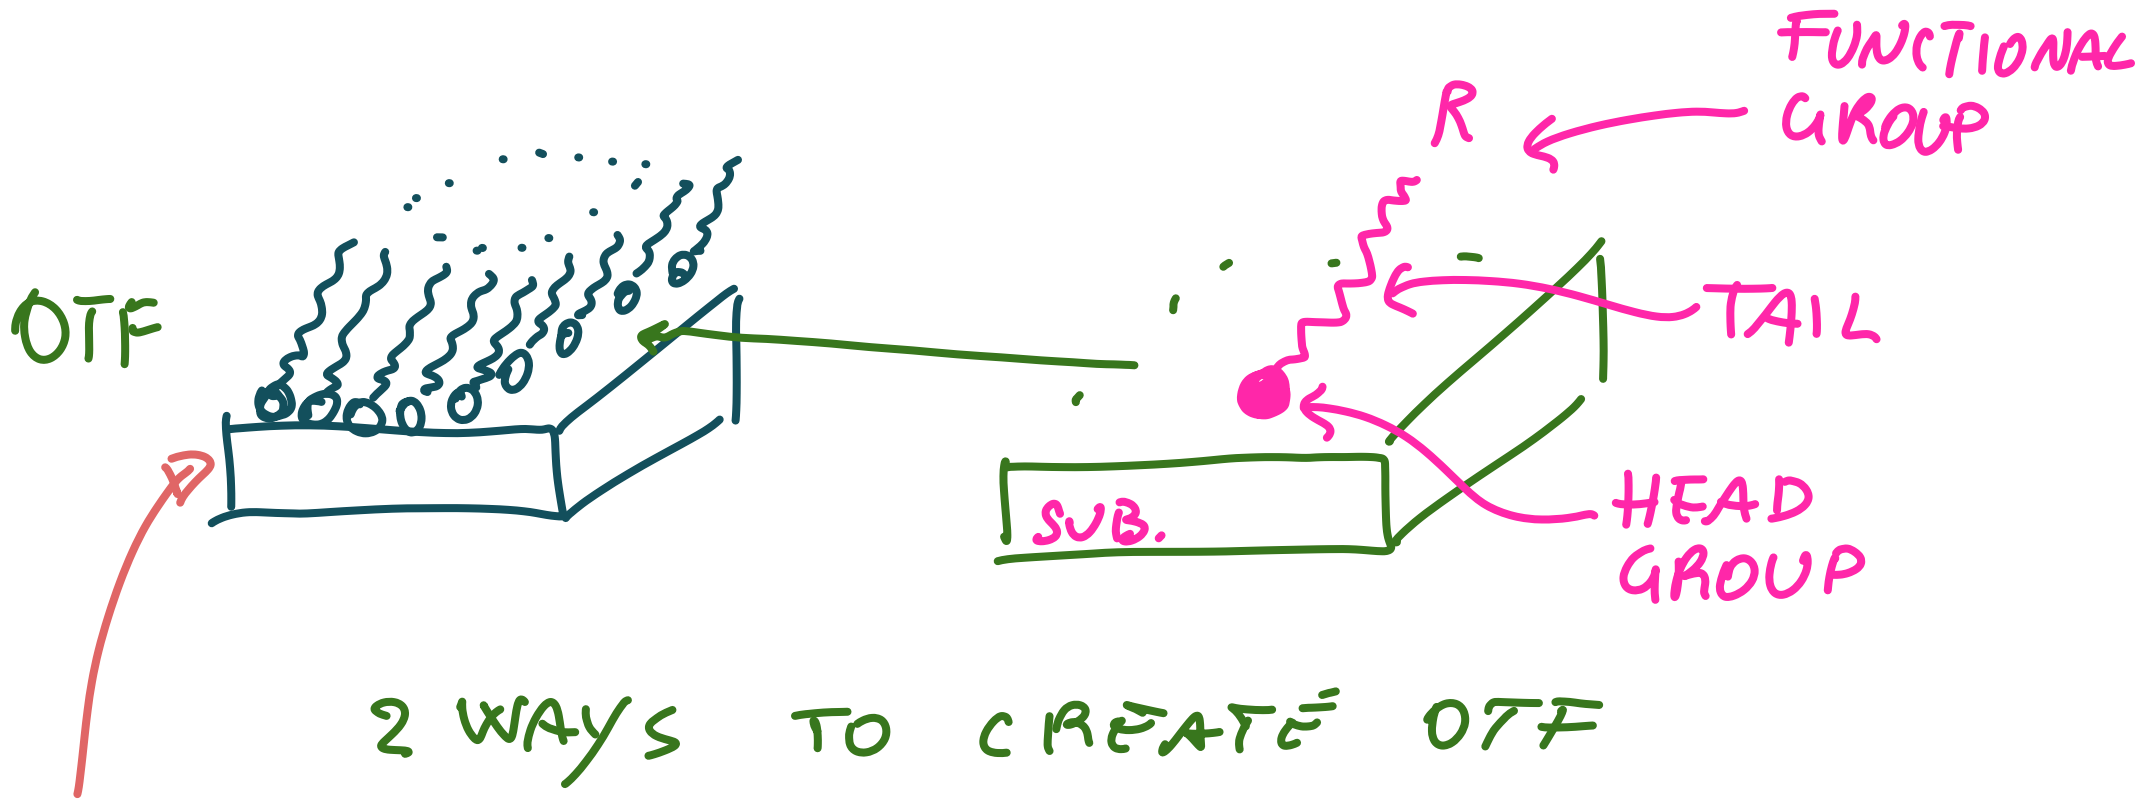 FUNCTIONAL
GROUP
R
OTF
TAIL
SUB.
HEAD
GROUP
2 WAYS TO CREATE OTF